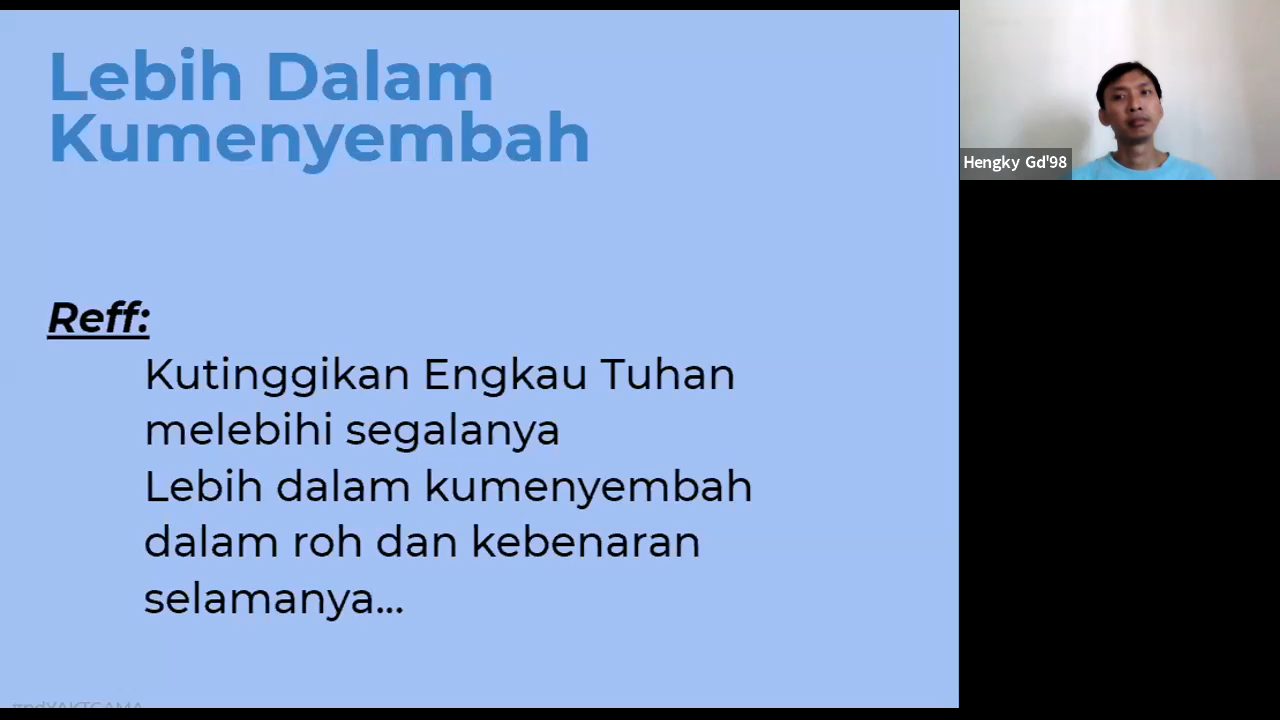 Lebih Dalam
Kumenyembah
Reff:
Kutinggikan Engkau Tuhan
melebihi segalanya
Lebih dalam kumenyembah
dalam roh dan kebenaran
selamanya...
Hengky Gd'98